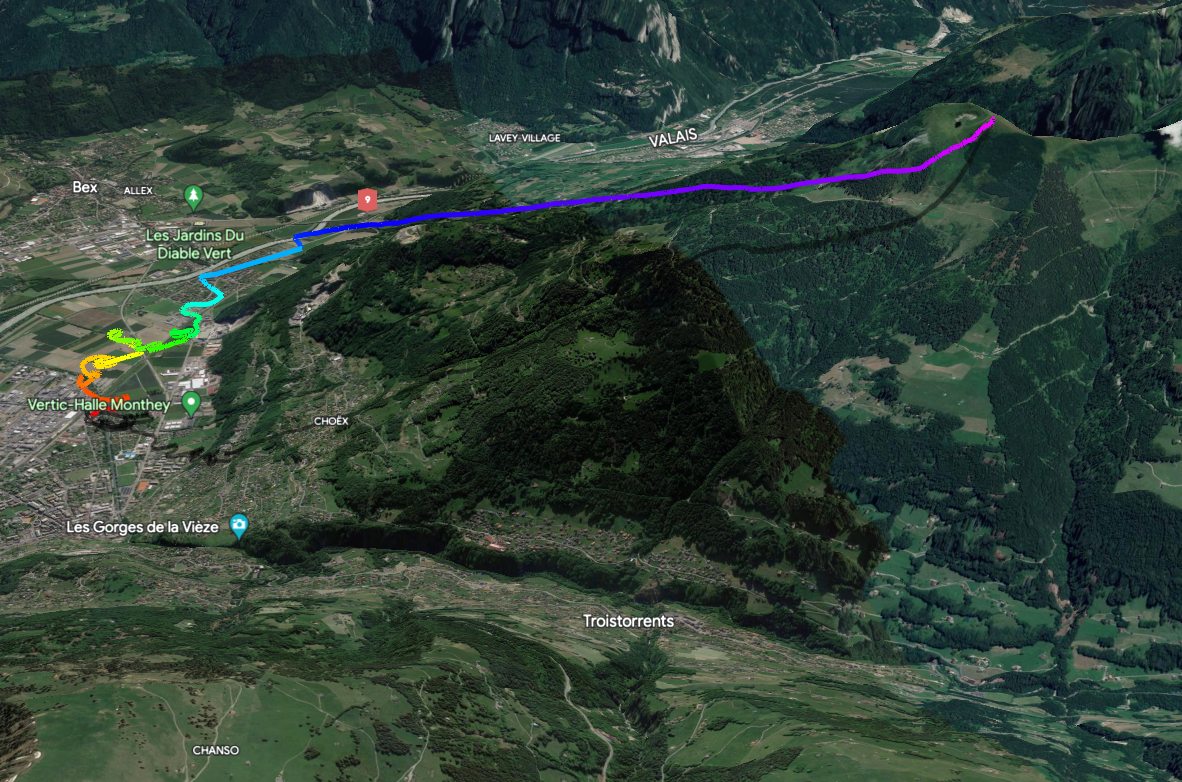 LAVEY-VILLAGE
VALAIS
Bex
ALLEX
9
Les Jardins Du
Diable Vert
Vertic-Halle Monthey
CHOËX
Les Gorges de la Vièze
Troistorrents
CHANSO